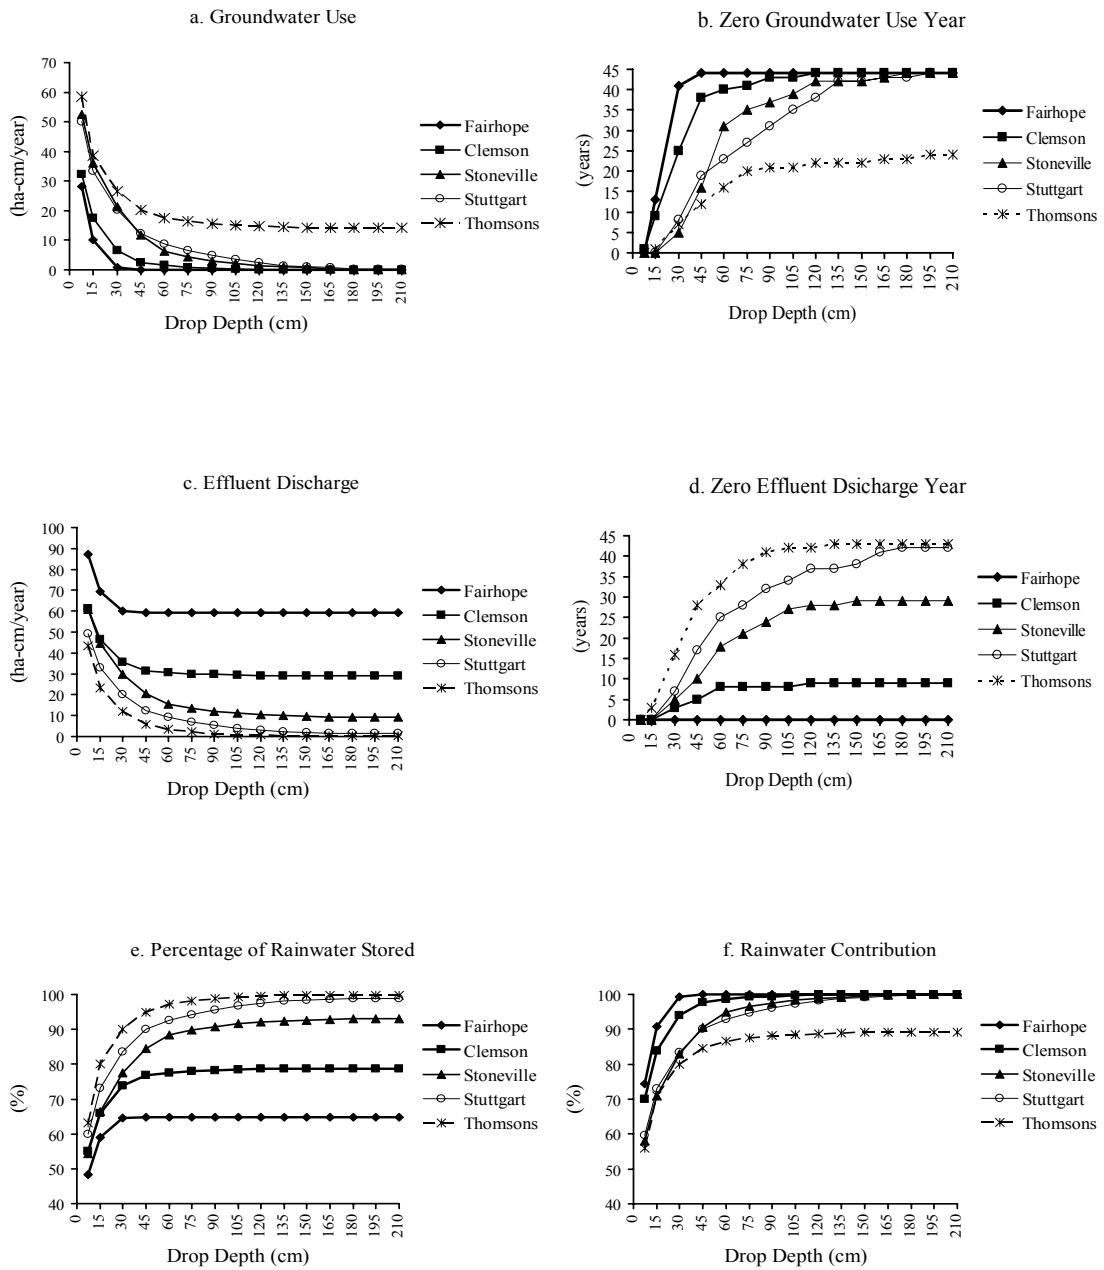 a. Groundwater Use
70
60
50
40
30
20
10
0
(ha-cm/year)
0 15 30 45 60 75 90 105 120 135 150 165 180 195 210
Drop Depth (cm)
Fairhope
Clemson
Stoneville
Stuttgart
Thomsons
b. Zero Groundwater Use Year
45
40
35
30
25
20
15
10
5
0
(years)
0 15 30 45 60 75 90 105 120 135 150 165 180 195 210
Drop Depth (cm)
Fairhope
Clemson
Stoneville
Stuttgart
Thomsons
c. Effluent Discharge
100
90
80
70
60
50
40
30
20
10
0
(ha-cm/year)
0 15 30 45 60 75 90 105 120 135 150 165 180 195 210
Drop Depth (cm)
Fairhope
Clemson
Stoneville
Stuttgart
Thomsons
d. Zero Effluent Dsicharge Year
45
40
35
30
25
20
15
10
5
0
(years)
0 15 30 45 60 75 90 105 120 135 150 165 180 195 210
Drop Depth (cm)
Fairhope
Clemson
Stoneville
Stuttgart
Thomsons
e. Percentage of Rainwater Stored
100
90
80
70
60
50
40
(%)
0 15 30 45 60 75 90 105 120 135 150 165 180 195 210
Drop Depth (cm)
Fairhope
Clemson
Stoneville
Stuttgart
Thomsons
f. Rainwater Contribution
100
90
80
70
60
50
40
(%)
0 15 30 45 60 75 90 105 120 135 150 165 180 195 210
Drop Depth (cm)
Fairhope
Clemson
Stoneville
Stuttgart
Thomsons